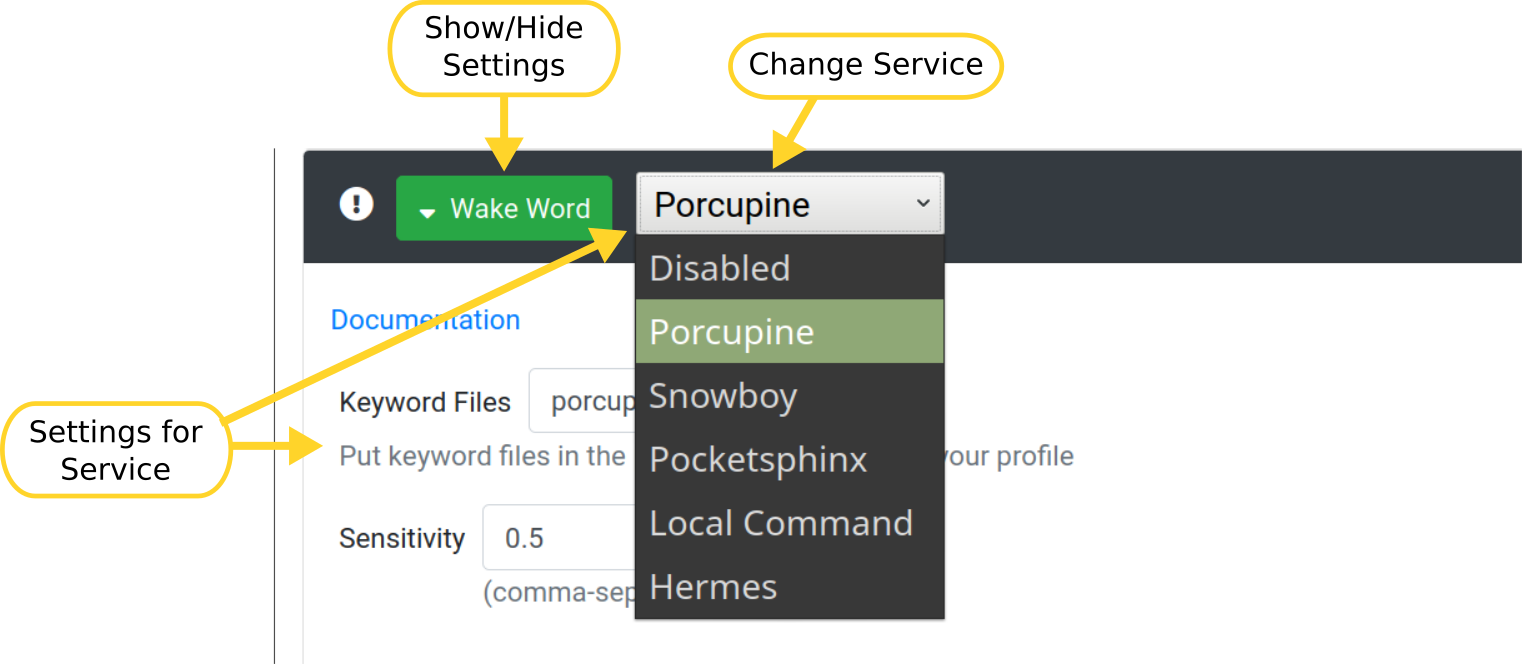 Show/Hide
Settings
Change Service
Wake Word
Porcupine
Disabled
Documentation
Porcupine
Keyword Files
porcup
Snowboy
Settings for
Service
Put keyword files in the
your profile
Pocketsphinx
Sensitivity
0.5
Local Command
(comma-sep
Hermes